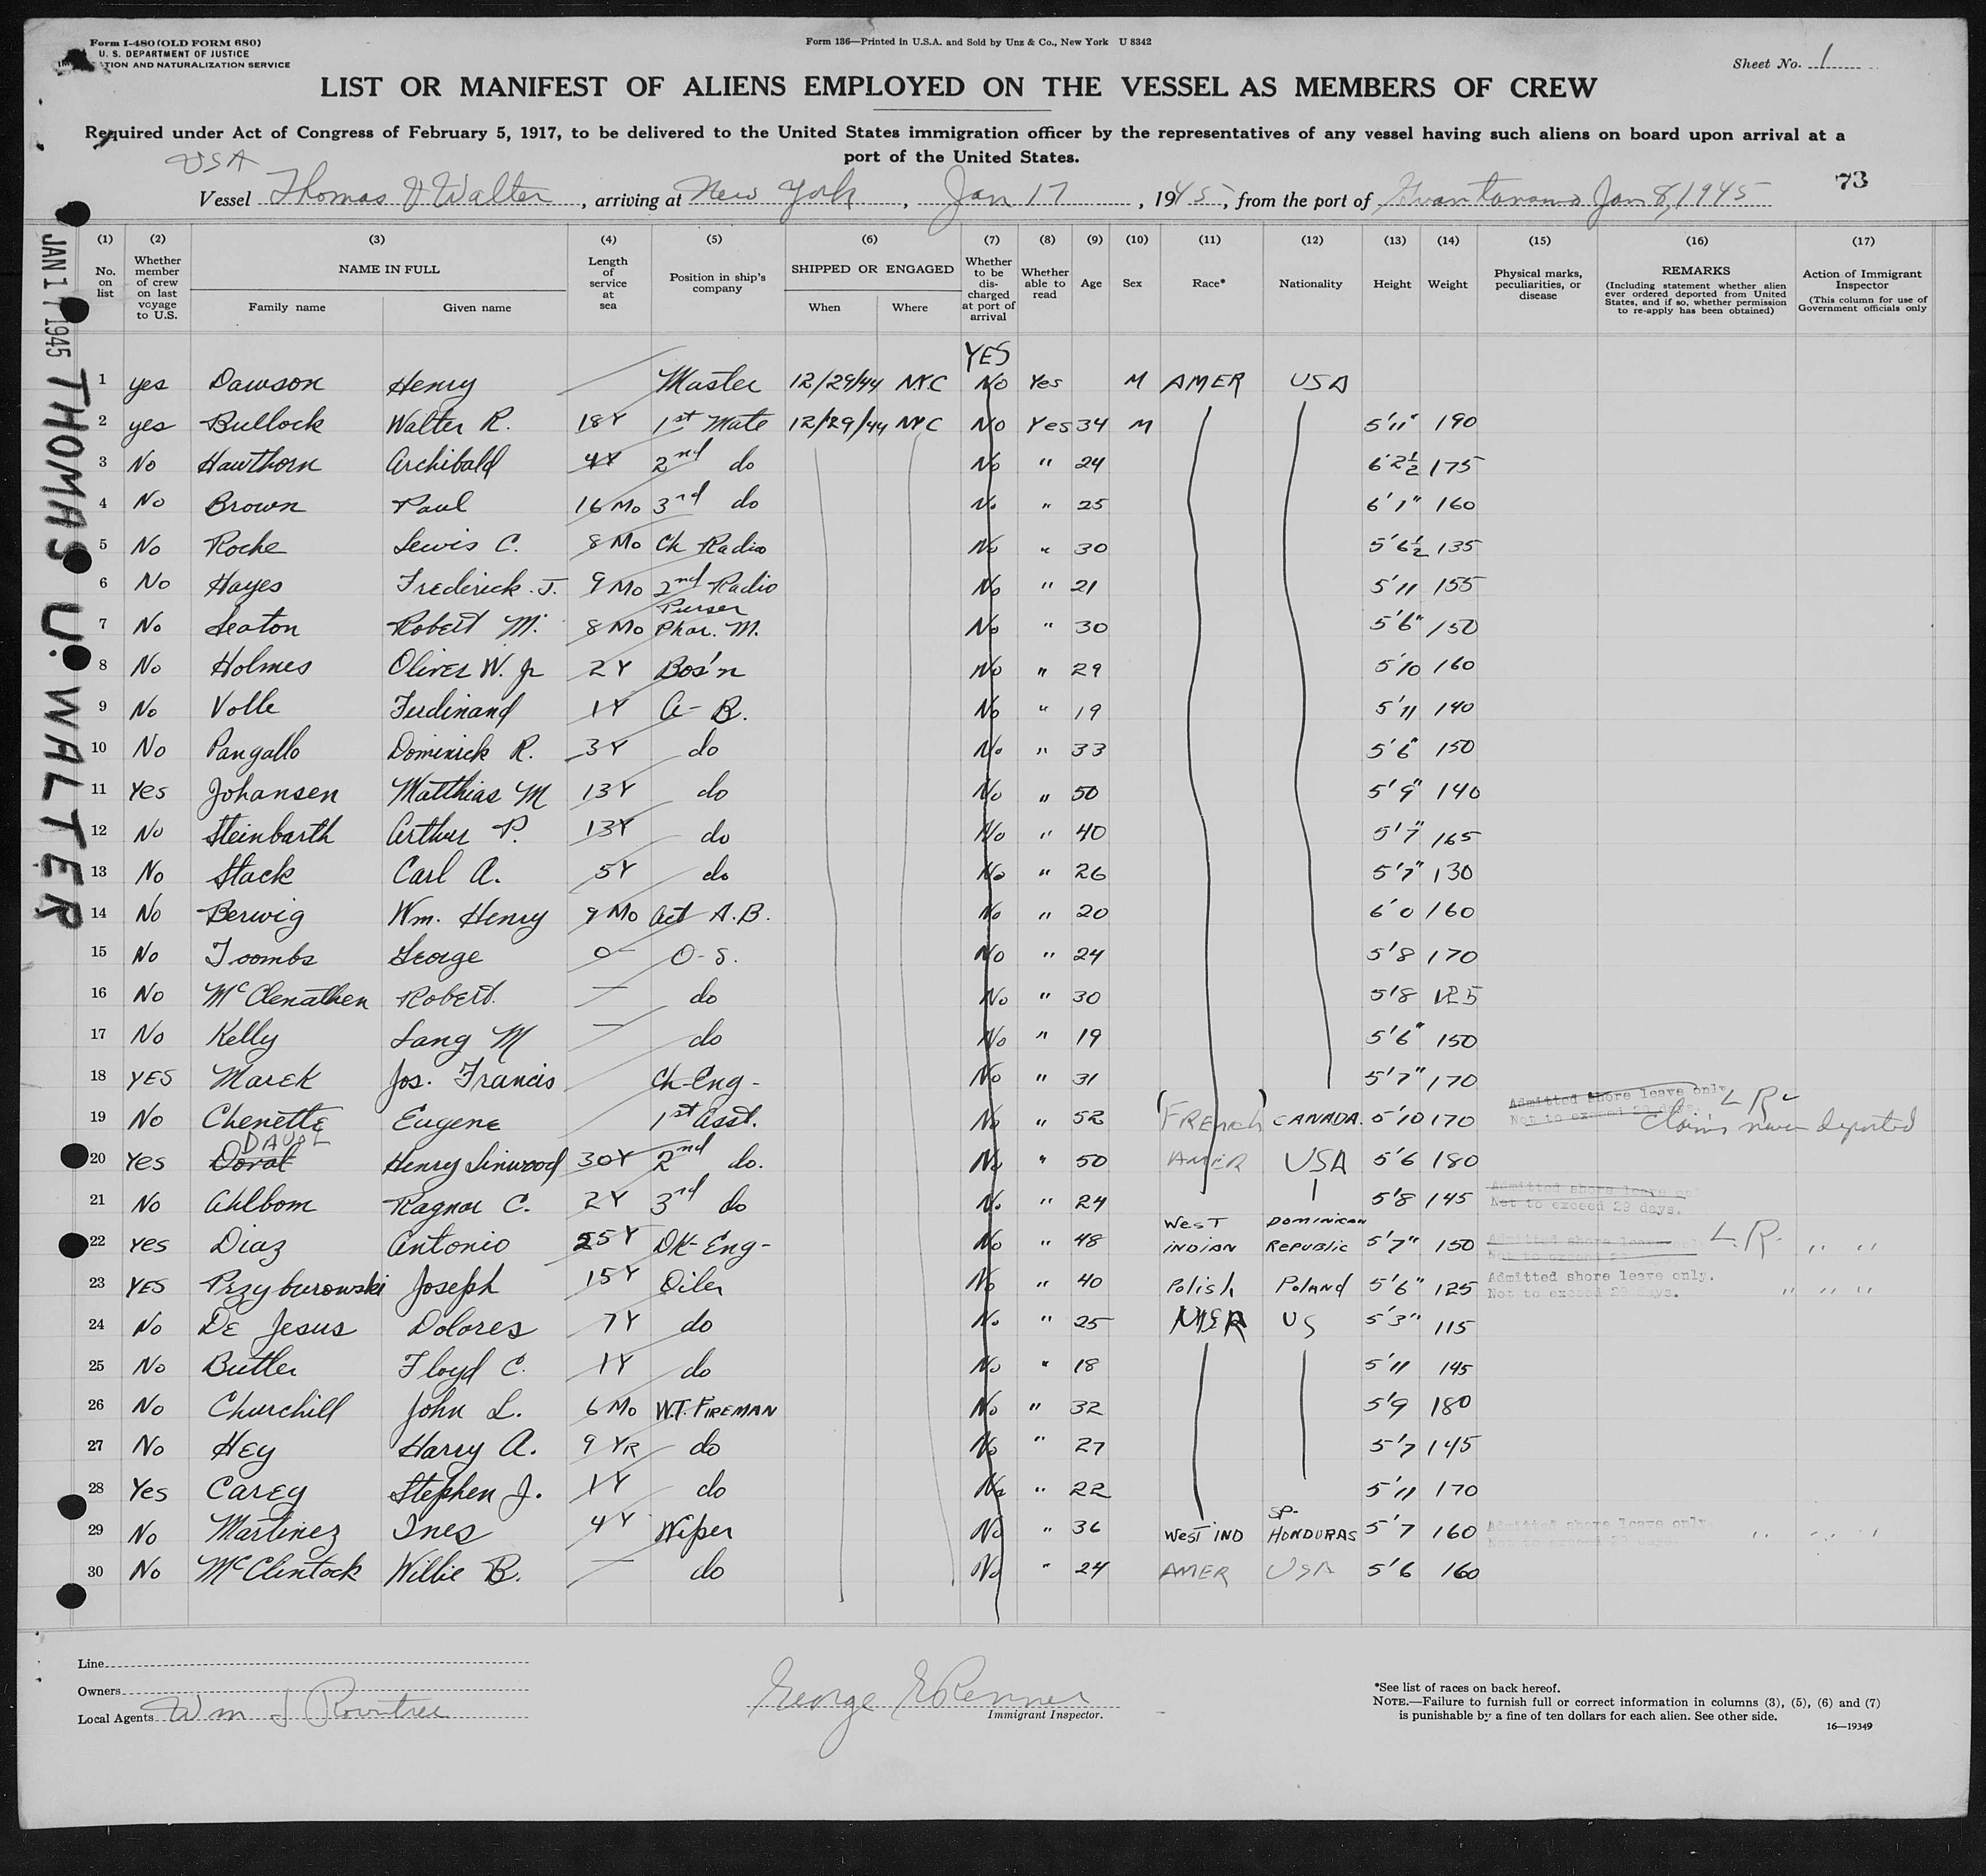 Form I-480 (OLD FORM 680)
U. S. DEPARTMENT OF JUSTICE
TION AND NATURALIZATION SERVICE
Form 136—Printed in U.S.A. and Sold by Unz & Co., New York U 8342
Sheet No. 1
LIST OR MANIFEST OF ALIENS EMPLOYED ON THE VESSEL AS MEMBERS OF CREW
Required under Act of Congress of February 5, 1917, to be delivered to the United States immigration officer by the representatives of any vessel having such aliens on board upon arrival at a
port of the United States.
USA
73
Vessel Thomas U Walter, arriving at New York, Jan 17, 1945, from the port of Guantanamo Jan 8, 1945
JAN 17 1945 THOMAS U. WALTER
(1) (2) (3) (4) (5) (6) (7) (8) (9) (10) (11) (12) (13) (14) (15) (16) (17)
No. on list
Whether member of crew on last voyage to U.S.
NAME IN FULL
Family name
Given name
Length of service at sea
Position in ship's company
SHIPPED OR ENGAGED
When
Where
Whether to be discharged at port of arrival
Whether able to read
Age
Sex
Race*
Nationality
Height
Weight
Physical marks, peculiarities, or disease
REMARKS
(Including statement whether alien ever ordered deported from United States, and if so, whether permission to re-apply has been obtained)
Action of Immigrant Inspector
(This column for use of Government officials only
YES
1 yes Dawson Henry Master 12/29/44 N.Y.C No Yes M AMER USA
2 yes Bullock Walter R. 18Y 1st Mate 12/29/44 NYC No Yes 34 M 5'11" 190
3 No Hawthorn Archibald 4Y 2nd do No " 24 6'2½ 175
4 No Brown Paul 16 Mo 3rd do No " 25 6'1" 160
5 No Roche Lewis C. 8 Mo Ch Radio No " 30 5'6½ 135
6 No Hayes Frederick J. 9 Mo 2nd Radio No " 21 5'11 155
7 No Seaton Robert M. 8 Mo Purser Phar. M. No " 30 5'6" 150
8 No Holmes Oliver W. Jr 2Y Bos'n No " 29 5'10 160
9 No Volle Ferdinand 1Y A-B. No " 19 5'11 140
10 No Pangallo Dominick R. 3Y do No " 33 5'6" 150
11 Yes Johansen Matthias M 13Y do No " 50 5'9" 140
12 No Steinbarth Arthur P. 13Y do No " 40 5'7" 165
13 No Stack Carl A. 5Y do No " 26 5'7" 130
14 No Berwig Wm. Henry 9 Mo Act A.B. No " 20 6'0 160
15 No Toombs George 0 O-S. No " 24 5'8 170
16 No McClenathen Robert. — do No " 30 5'8 125
17 No Kelly Lang M — do No " 19 5'6" 150
18 YES Marek Jos. Francis Ch-Eng- No " 31 5'7" 170
19 No Chenette Eugene 1st Asst. No " 52 (French) CANADA. 5'10 170 Admitted shore leave only Not to exceed 29 days. L R Claims never deported
DAVOL
20 Yes Doval Henry Linwood 30Y 2nd do. No " 50 AMER USA 5'6 180
21 No Ahlbom Ragnar C. 2Y 3rd do No " 24 5'8 145 Admitted shore leave only Not to exceed 29 days.
22 Yes Diaz Antonio 25Y DK-Eng- No " 48 West INDIAN DOMINICAN REPUBLIC 5'7" 150 Admitted shore leave Not to exceed L.R. " "
23 YES Przyburowski Joseph 15Y Oiler No " 40 Polish Poland 5'6" 125 Admitted shore leave only. Not to exceed 29 days. " " "
24 No De Jesus Dolores 7Y do No " 25 AMER US 5'3" 115
25 No Butler Floyd C. 1Y do No " 18 5'11 145
26 No Churchill John L. 6 Mo W.T. FIREMAN No " 32 5'9 180
27 No Hey Harry A. 9 YR do No " 27 5'7 145
28 Yes Carey Stephen J. 1Y do No " 22 5'11 170
29 No Martinez Ines 4Y Wiper No " 36 West IND SP- HONDURAS 5'7 160 Admitted shore leave only Not to exceed 29 days. " " "
30 No McClintock Willie B. — do No " 24 AMER USA 5'6 160
Line
Owners
Local Agents Wm J Rountree
George E Renner
Immigrant Inspector.
*See list of races on back hereof.
NOTE.—Failure to furnish full or correct information in columns (3), (5), (6) and (7)
is punishable by a fine of ten dollars for each alien. See other side.
16—19349